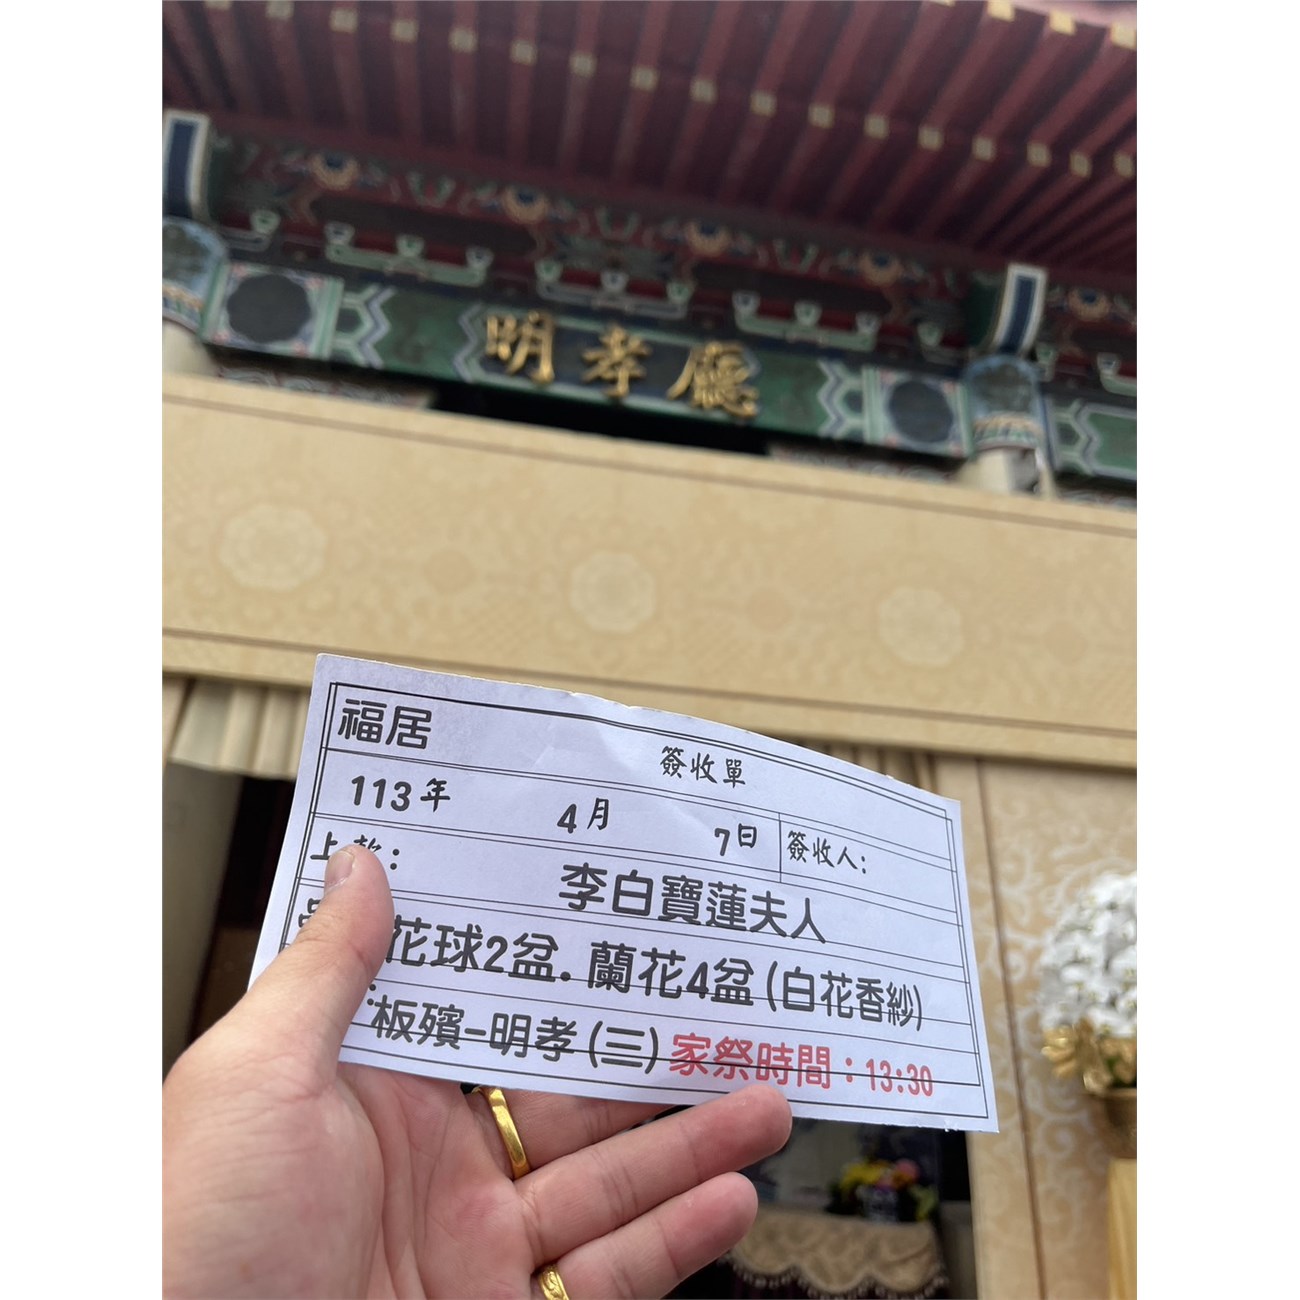 明孝廳
福居
簽收單
113年 4月 7日 簽收人:
上款: 李白寶蓮夫人
花球2盆.蘭花4盆(白花香紗)
:板殯-明孝(三)家祭時間：13:30